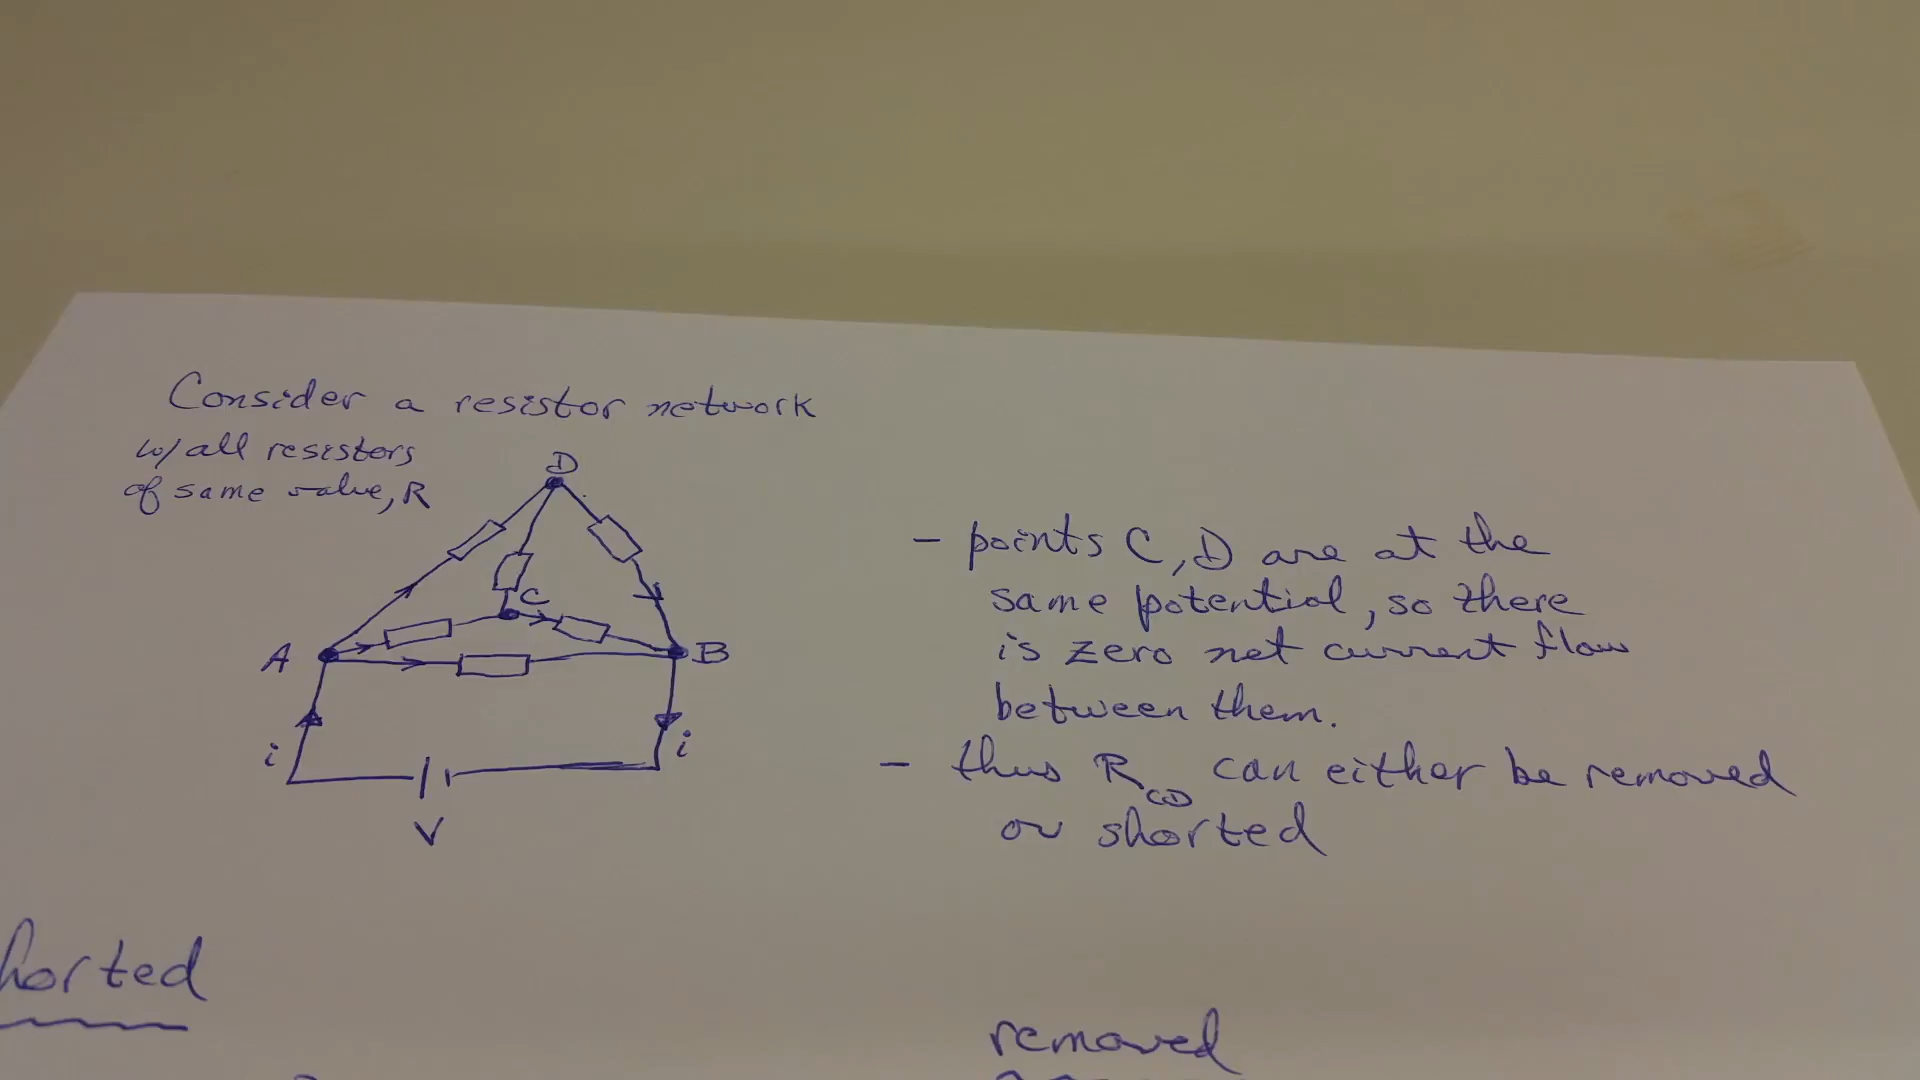 Consider a resistor network
w/ all resistors
of same value, R
D
C
A
B
i
i
V
- points C, D are at the
same potential, so there
is zero net current flow
between them.
- thus R_CD can either be removed
or shorted
horted
removed